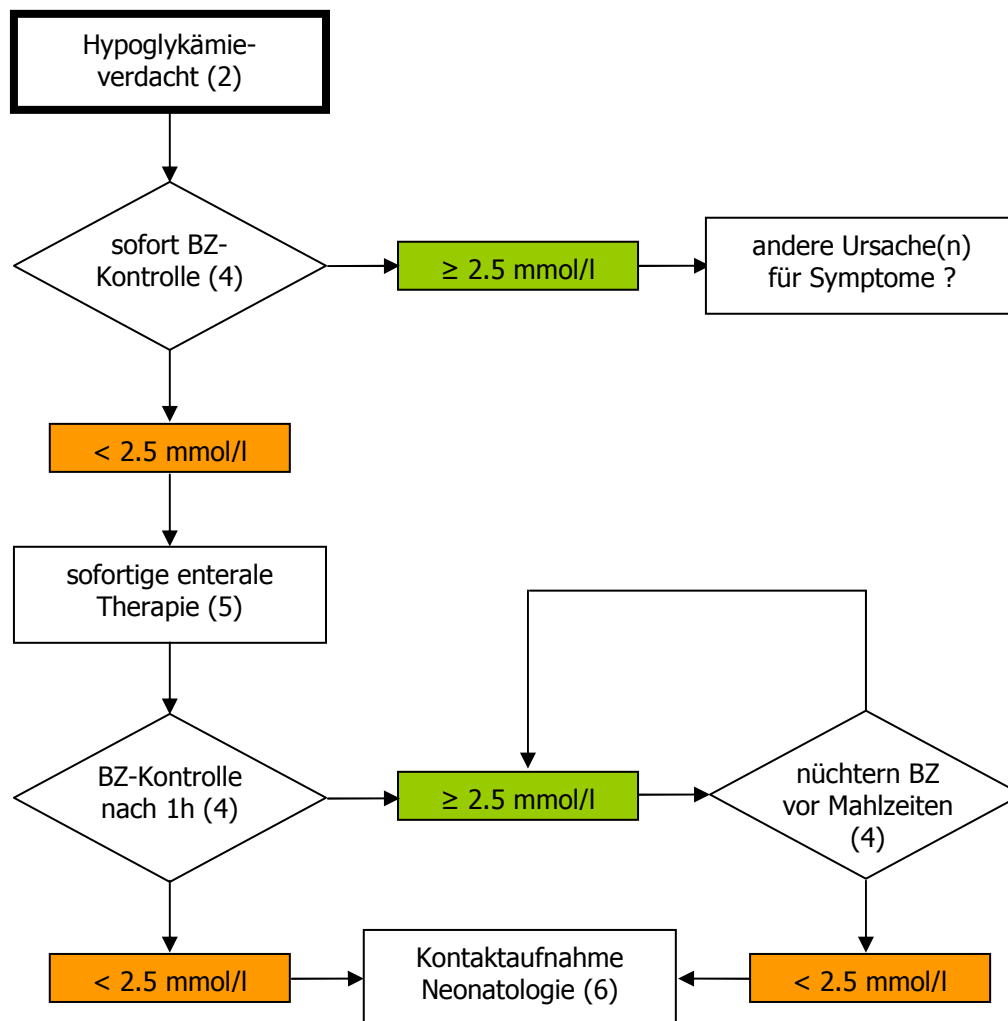 Hypoglykämie-
verdacht (2)
sofort BZ-
Kontrolle (4)
≥ 2.5 mmol/l
andere Ursache(n)
für Symptome ?
< 2.5 mmol/l
sofortige enterale
Therapie (5)
BZ-Kontrolle
nach 1h (4)
≥ 2.5 mmol/l
nüchtern BZ
vor Mahlzeiten
(4)
< 2.5 mmol/l
Kontaktaufnahme
Neonatologie (6)
< 2.5 mmol/l